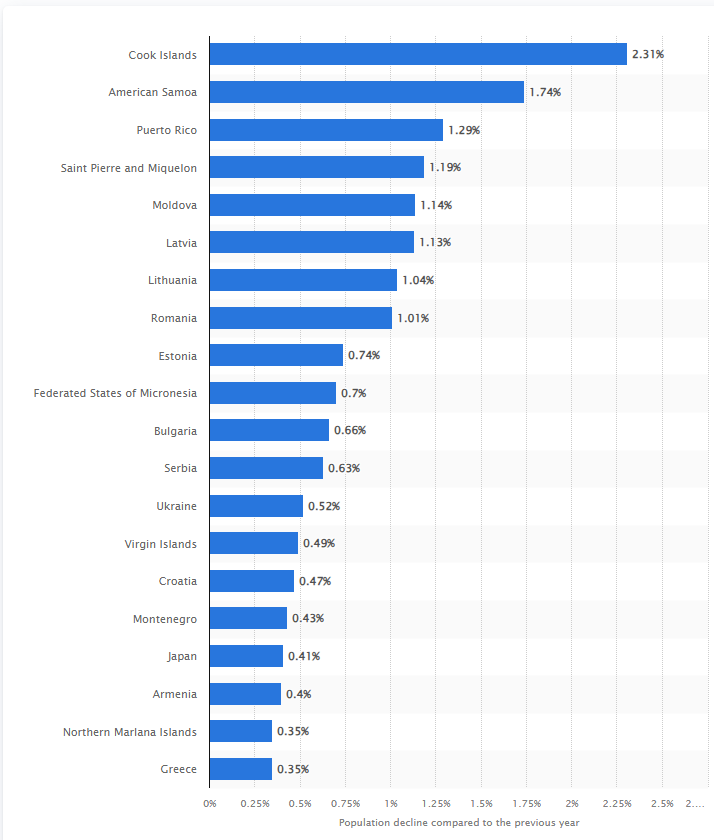 Cook Islands 2.31%
American Samoa 1.74%
Puerto Rico 1.29%
Saint Pierre and Miquelon 1.19%
Moldova 1.14%
Latvia 1.13%
Lithuania 1.04%
Romania 1.01%
Estonia 0.74%
Federated States of Micronesia 0.7%
Bulgaria 0.66%
Serbia 0.63%
Ukraine 0.52%
Virgin Islands 0.49%
Croatia 0.47%
Montenegro 0.43%
Japan 0.41%
Armenia 0.4%
Northern Marlana Islands 0.35%
Greece 0.35%
0% 0.25% 0.5% 0.75% 1% 1.25% 1.5% 1.75% 2% 2.25% 2.5% 2.…
Population decline compared to the previous year